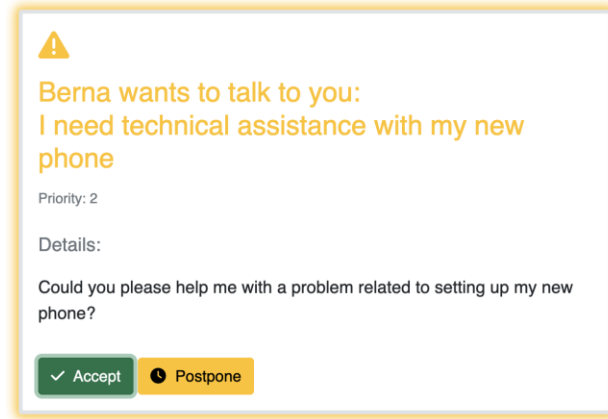 Berna wants to talk to you:
I need technical assistance with my new
phone
Priority: 2
Details:
Could you please help me with a problem related to setting up my new
phone?
Accept
Postpone